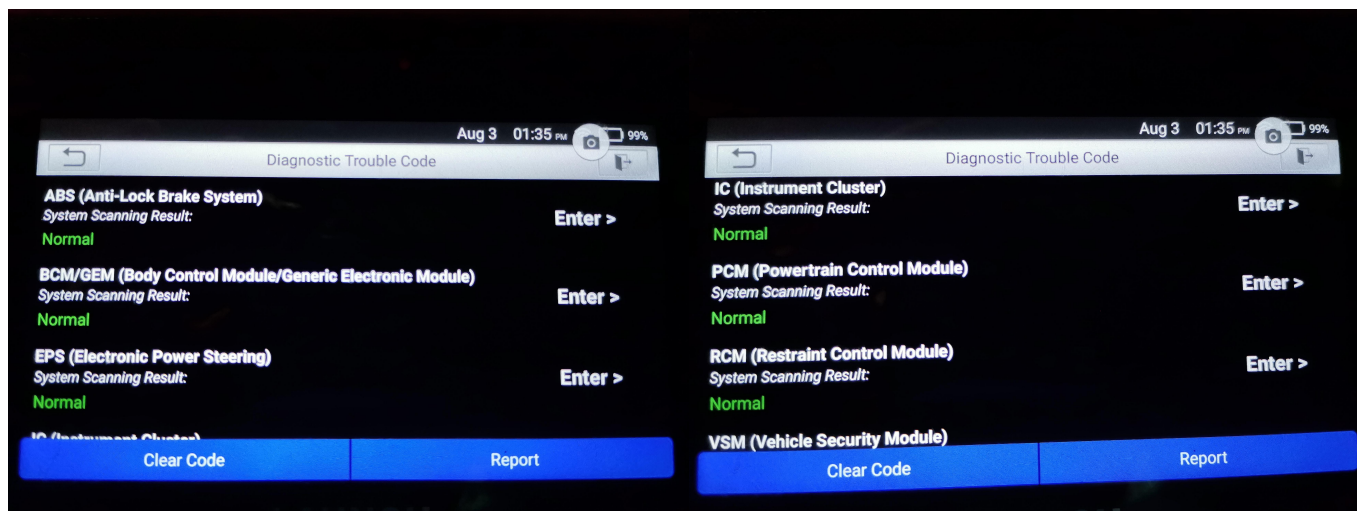 Aug 3 01:35 PM 99%
Diagnostic Trouble Code
ABS (Anti-Lock Brake System)
System Scanning Result:
Enter >
Normal
BCM/GEM (Body Control Module/Generic Electronic Module)
System Scanning Result:
Enter >
Normal
EPS (Electronic Power Steering)
System Scanning Result:
Enter >
Normal
IC (Instrument Cluster)
Clear Code
Report
Aug 3 01:35 PM 99%
Diagnostic Trouble Code
IC (Instrument Cluster)
System Scanning Result:
Enter >
Normal
PCM (Powertrain Control Module)
System Scanning Result:
Enter >
Normal
RCM (Restraint Control Module)
System Scanning Result:
Enter >
Normal
VSM (Vehicle Security Module)
Clear Code
Report